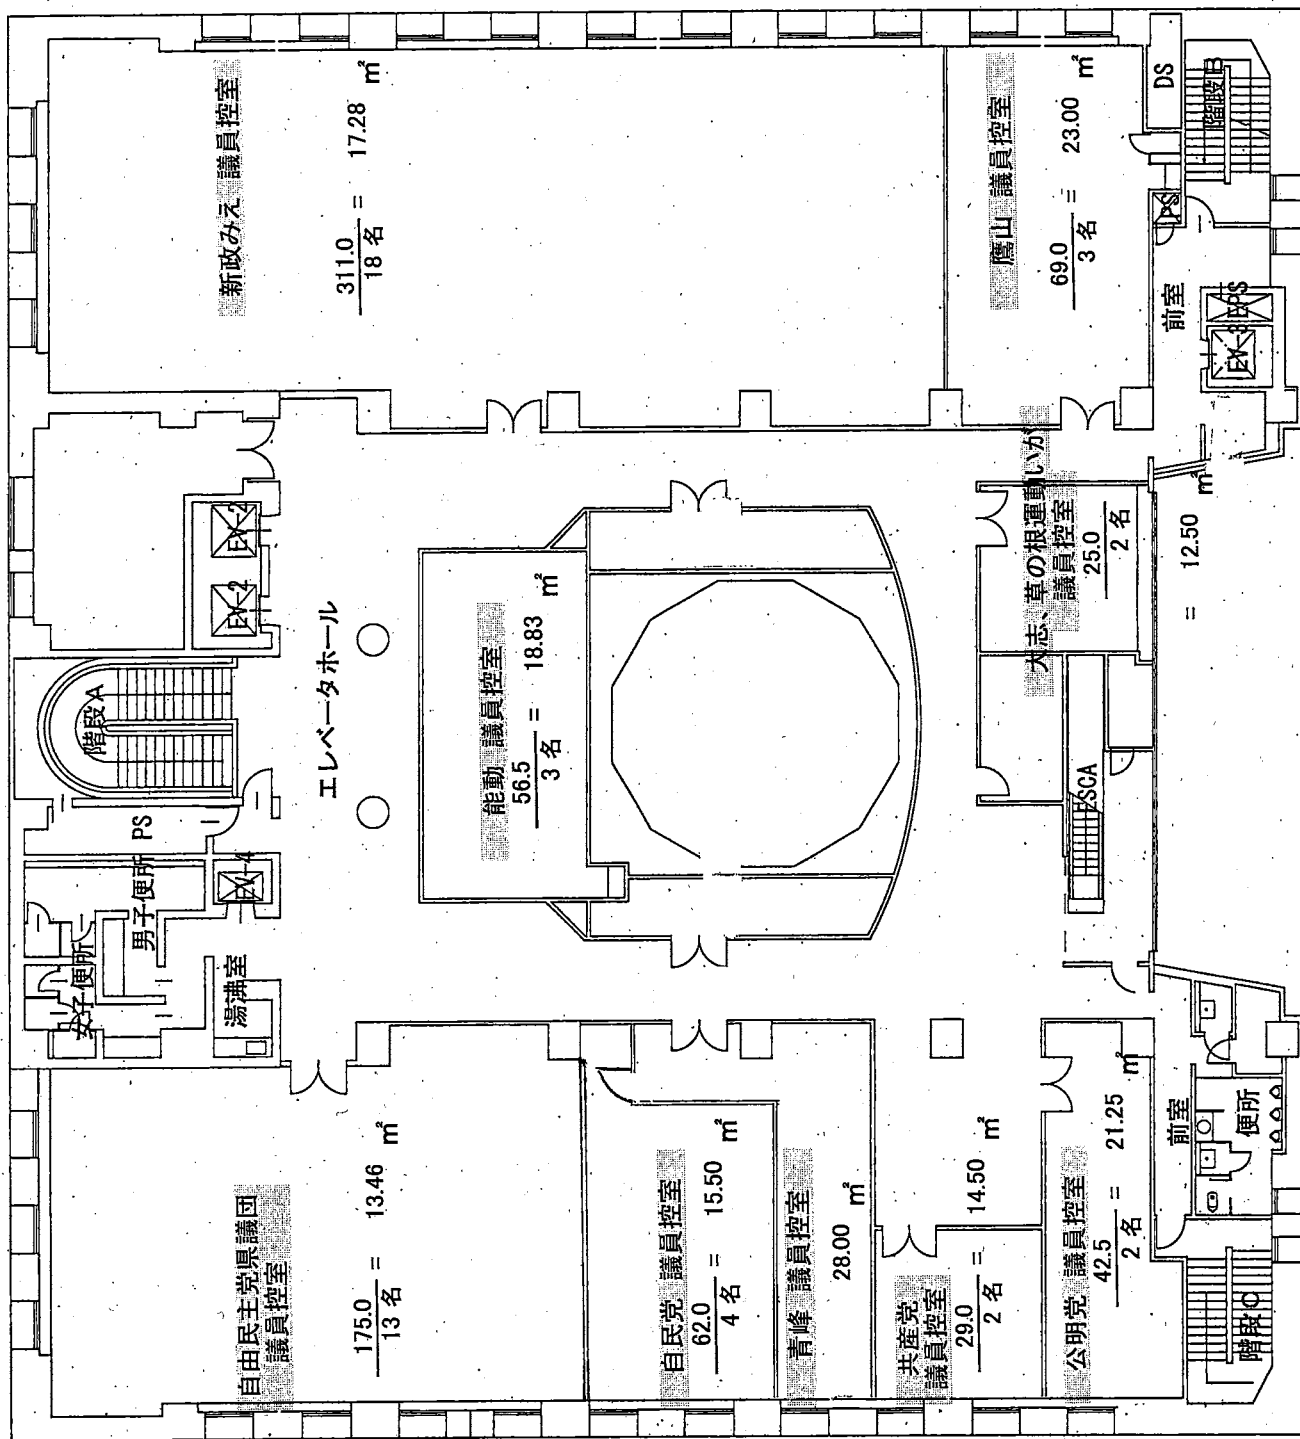 自由民主党県議団
議員控室
175.0
13 名
= 13.46 ㎡
自民党 議員控室
62.0
4 名
= 15.50 ㎡
青峰 議員控室
28.00 ㎡
共産党
議員控室
29.0
2 名
= 14.50 ㎡
公明党 議員控室
42.5
2 名
= 21.25 ㎡
前室
便所
階段C
女子便所
男子便所
湯沸室
PS
EV-4
階段A
EV-2
EV-2
エレベータホール
能動 議員控室
56.5
3 名
= 18.83 ㎡
ESCA
大志、草の根運動いが
議員控室
25.0
2 名
= 12.50 ㎡
新政みえ 議員控室
311.0
18 名
= 17.28 ㎡
鷹山 議員控室
69.0
3 名
= 23.00 ㎡
DS
PS
階段B
前室
EV-3
EPS